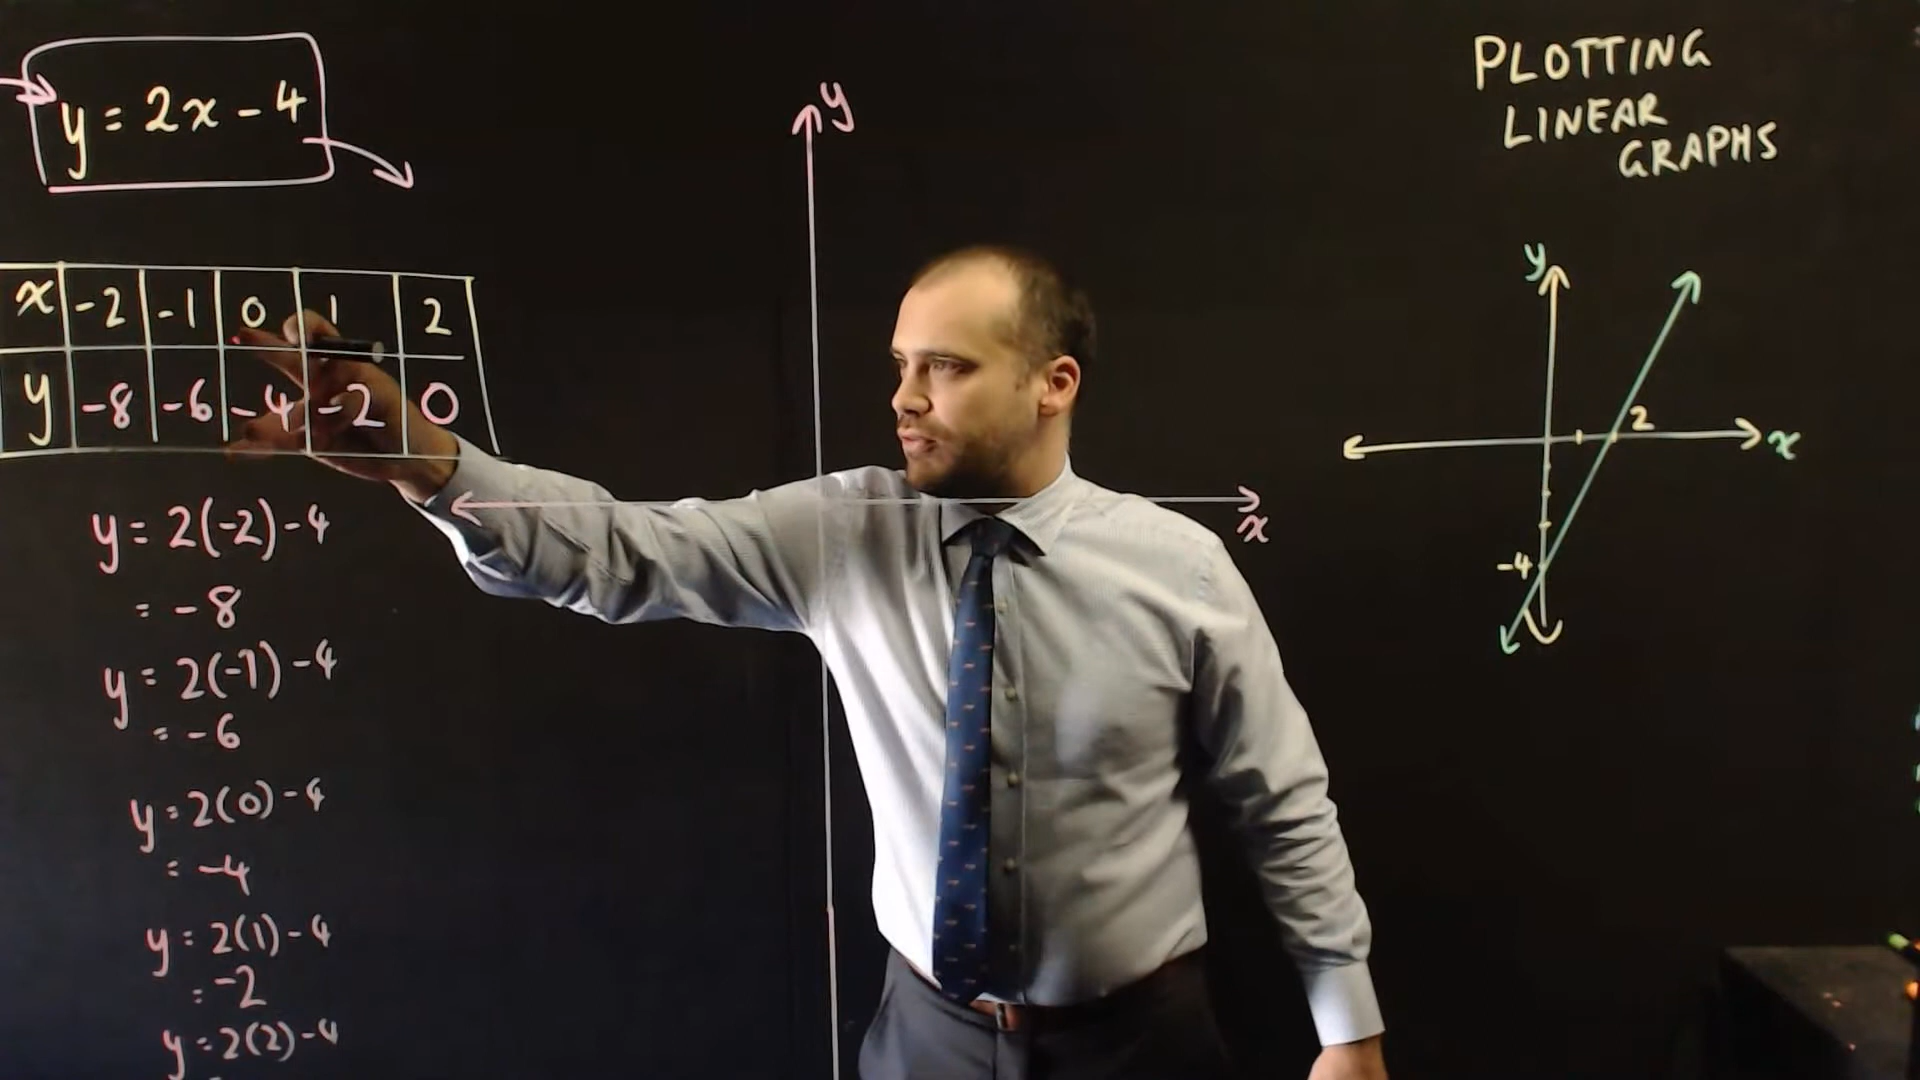 y = 2x - 4
x -2 -1 0 1 2
y -8 -6 -4 -2 0
y = 2(-2) - 4
= -8
y = 2(-1) - 4
= -6
y = 2(0) - 4
= -4
y = 2(1) - 4
= -2
y = 2(2) - 4
y
x
PLOTTING
LINEAR
GRAPHS
y
2
x
-4